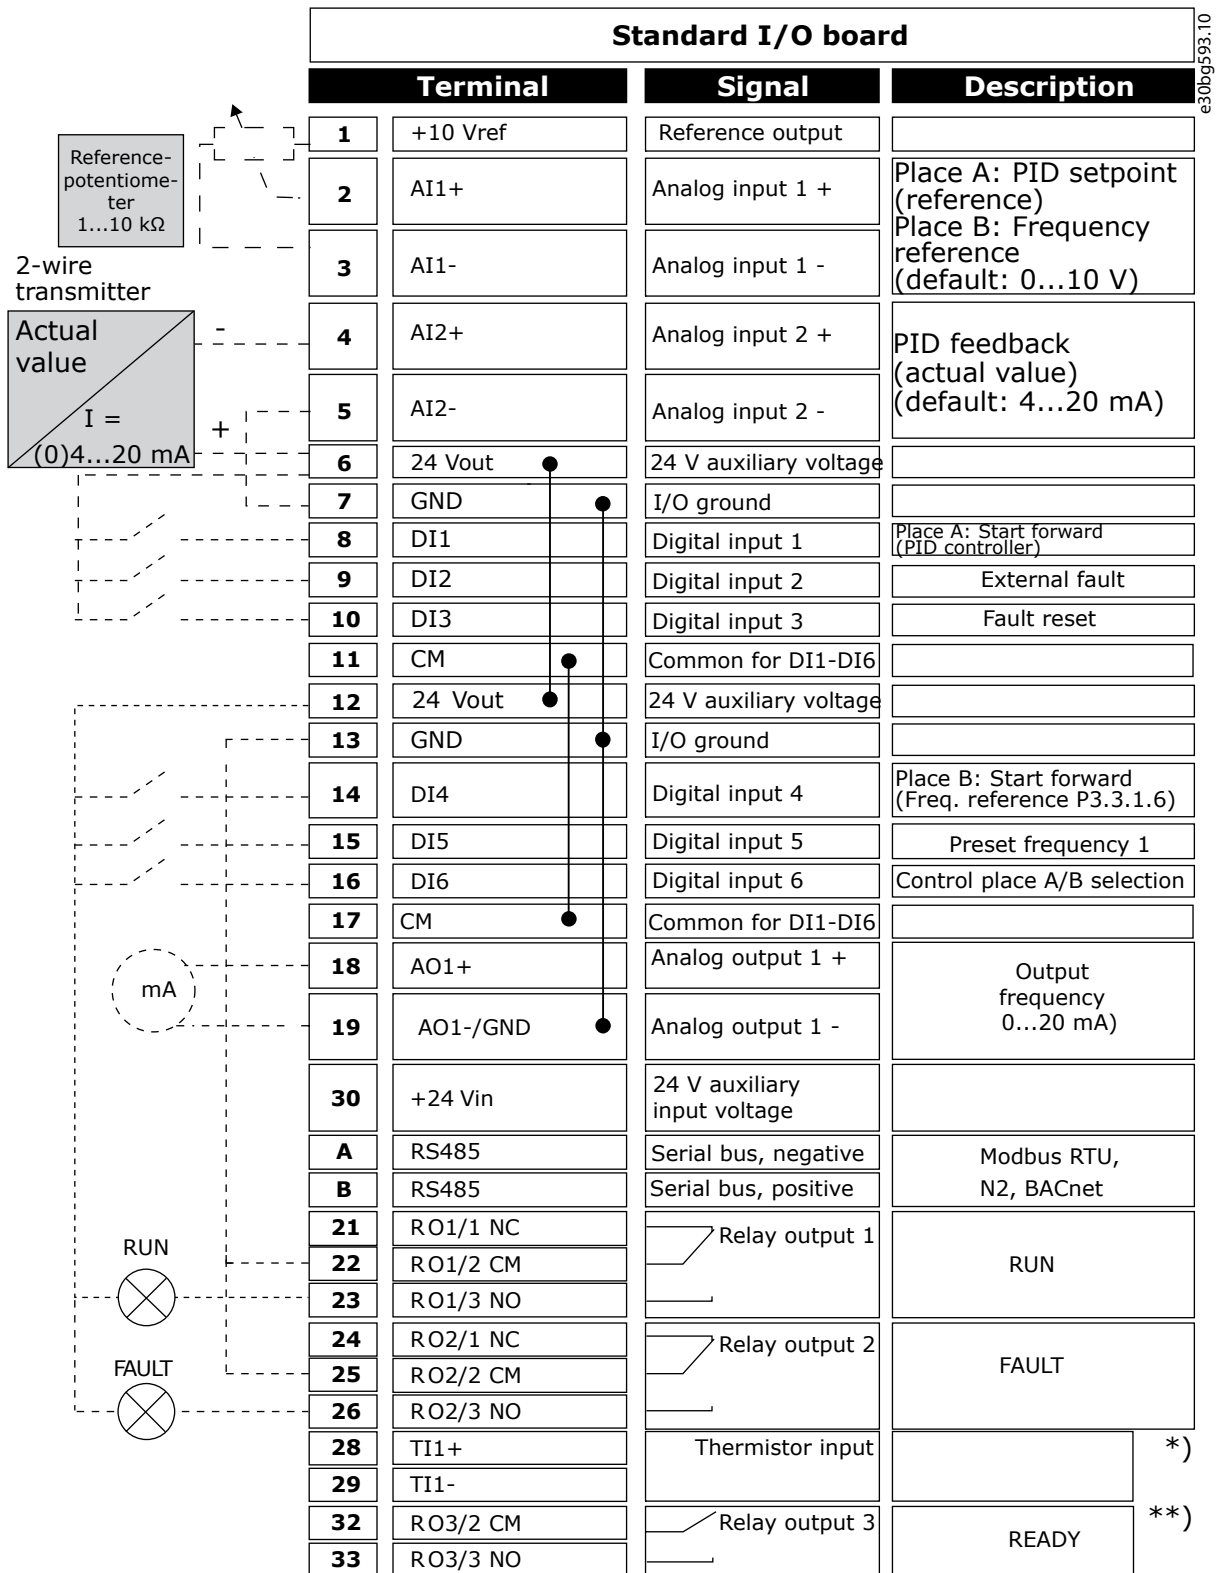 Standard I/O board
e30bg593.10
Terminal Signal Description
Reference-
potentiome-
ter
1...10 kΩ
2-wire
transmitter
Actual
value
I =
(0)4...20 mA
-
+
1 +10 Vref Reference output
2 AI1+ Analog input 1 +
3 AI1- Analog input 1 -
Place A: PID setpoint
(reference)
Place B: Frequency
reference
(default: 0...10 V)
4 AI2+ Analog input 2 +
5 AI2- Analog input 2 -
PID feedback
(actual value)
(default: 4...20 mA)
6 24 Vout 24 V auxiliary voltage
7 GND I/O ground
8 DI1 Digital input 1
Place A: Start forward
(PID controller)
9 DI2 Digital input 2 External fault
10 DI3 Digital input 3 Fault reset
11 CM Common for DI1-DI6
12 24 Vout 24 V auxiliary voltage
13 GND I/O ground
14 DI4 Digital input 4
Place B: Start forward
(Freq. reference P3.3.1.6)
15 DI5 Digital input 5 Preset frequency 1
16 DI6 Digital input 6 Control place A/B selection
17 CM Common for DI1-DI6
mA
18 AO1+ Analog output 1 +
19 AO1-/GND Analog output 1 -
Output
frequency
0...20 mA)
30 +24 Vin 24 V auxiliary
input voltage
A RS485 Serial bus, negative
B RS485 Serial bus, positive
Modbus RTU,
N2, BACnet
RUN
21 RO1/1 NC Relay output 1
22 RO1/2 CM RUN
23 RO1/3 NO
FAULT
24 RO2/1 NC Relay output 2
25 RO2/2 CM FAULT
26 RO2/3 NO
28 TI1+ Thermistor input *)
29 TI1-
32 RO3/2 CM Relay output 3 READY **)
33 RO3/3 NO